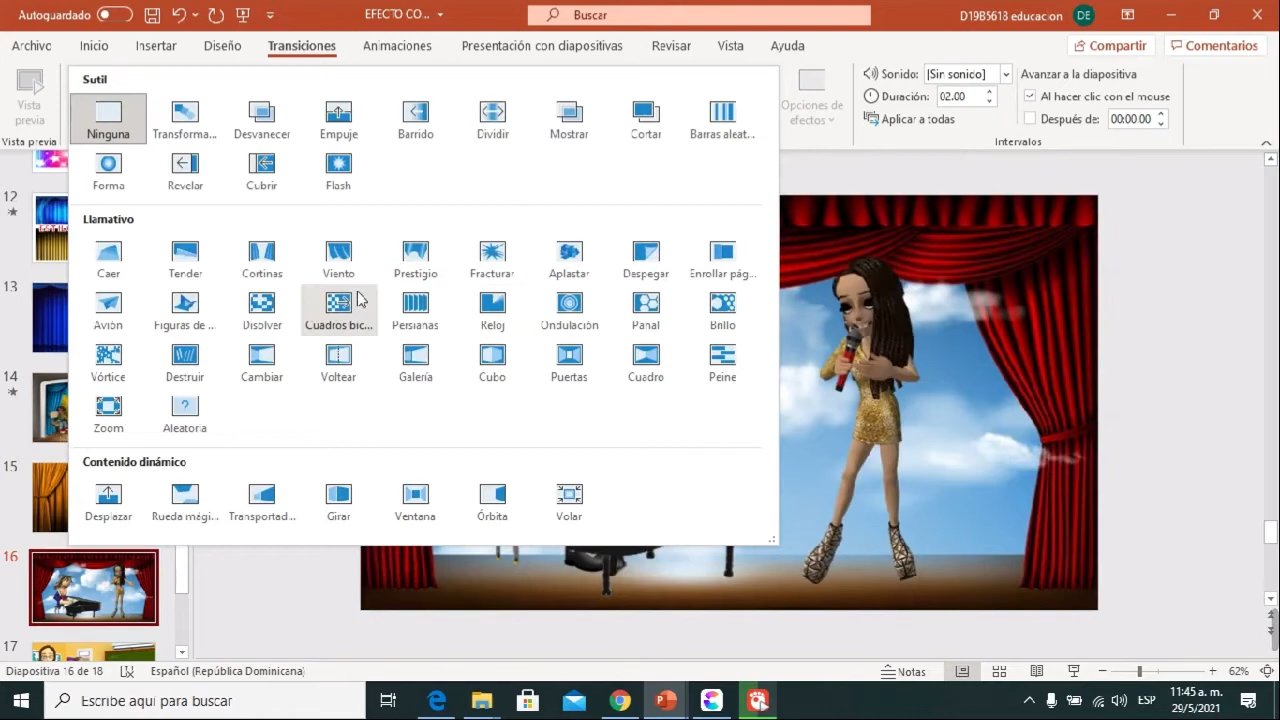 Autoguardado
EFECTO CO...
Buscar
D19B5618 educacion
DE
Archivo
Inicio
Insertar
Diseño
Transiciones
Animaciones
Presentación con diapositivas
Revisar
Vista
Ayuda
Compartir
Comentarios
Vista
previa
Vista previa
Sutil
Ninguna
Transforma...
Desvanecer
Empuje
Barrido
Dividir
Mostrar
Cortar
Barras aleat...
Forma
Revelar
Cubrir
Flash
Llamativo
Caer
Tender
Cortinas
Viento
Prestigio
Fracturar
Aplastar
Despegar
Enrollar pág...
Avión
Figuras de ...
Disolver
Cuadros bic...
Persianas
Reloj
Ondulación
Panal
Brillo
Vórtice
Destruir
Cambiar
Voltear
Galería
Cubo
Puertas
Cuadro
Peine
Zoom
Aleatoria
Contenido dinámico
Desplazar
Rueda mági...
Transportad...
Girar
Ventana
Órbita
Volar
Opciones de
efectos
Sonido:
[Sin sonido]
Duración:
02.00
Aplicar a todas
Avanzar a la diapositiva
Al hacer clic con el mouse
Después de:
00:00.00
Intervalos
12
13
14
15
16
17
Diapositiva 16 de 18
Español (República Dominicana)
Notas
62%
Escribe aquí para buscar
ESP
11:45 a. m.
29/5/2021